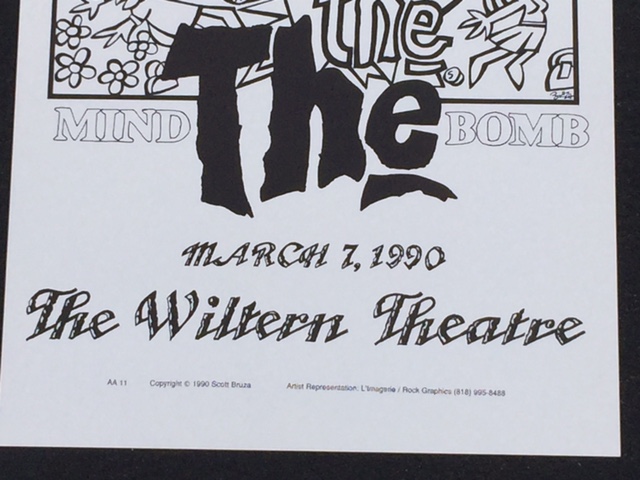 the
The
MIND BOMB
MARCH 7, 1990
The Wiltern Theatre
AA 11 Copyright © 1990 Scott Bruza Artist Representation: L'Imagerie / Rock Graphics (818) 995-8488